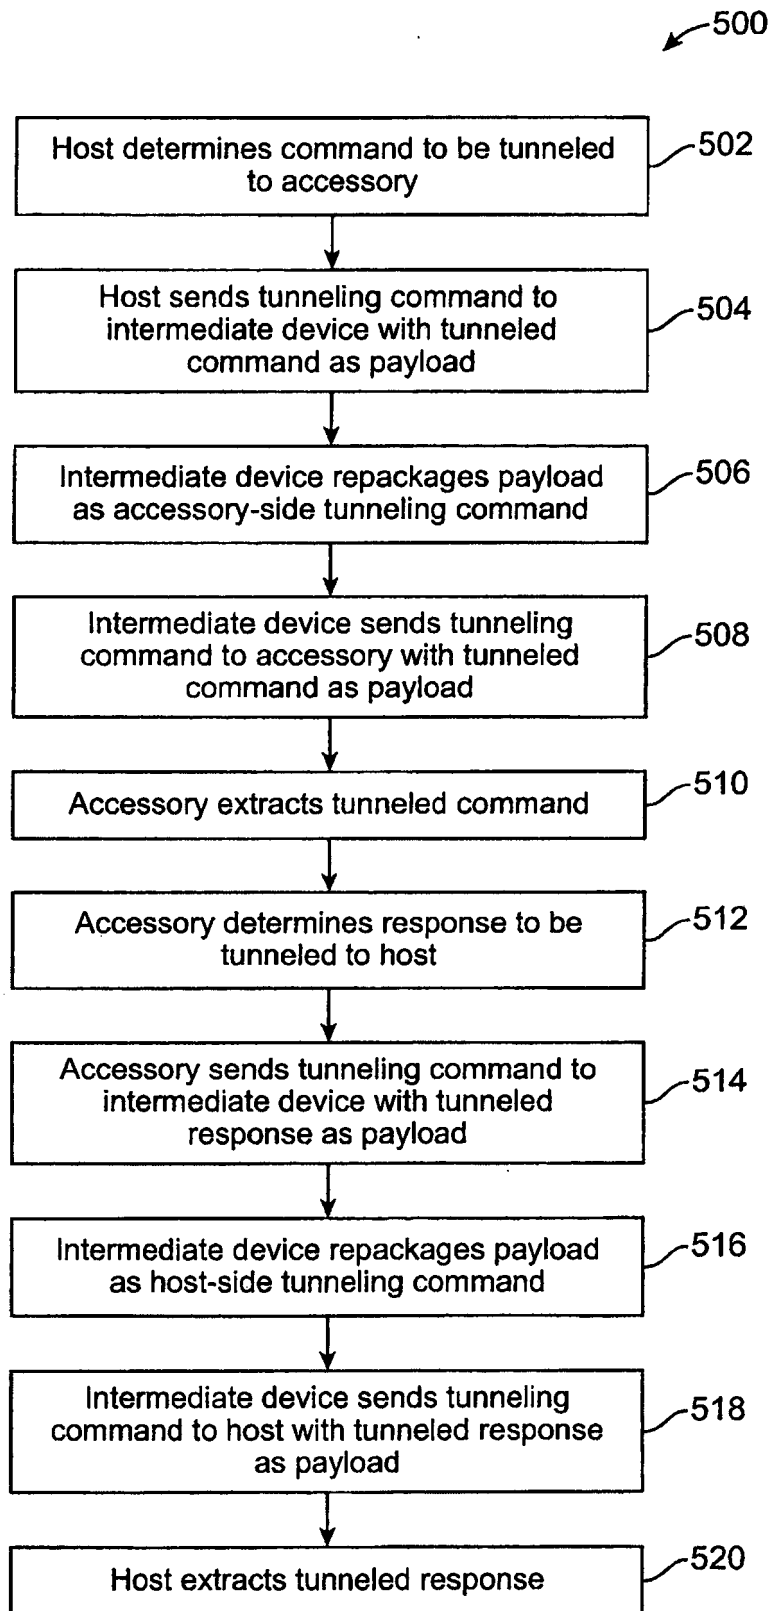 500
Host determines command to be tunneled
to accessory
502
Host sends tunneling command to
intermediate device with tunneled
command as payload
504
Intermediate device repackages payload
as accessory-side tunneling command
506
Intermediate device sends tunneling
command to accessory with tunneled
command as payload
508
Accessory extracts tunneled command
510
Accessory determines response to be
tunneled to host
512
Accessory sends tunneling command to
intermediate device with tunneled
response as payload
514
Intermediate device repackages payload
as host-side tunneling command
516
Intermediate device sends tunneling
command to host with tunneled response
as payload
518
Host extracts tunneled response
520